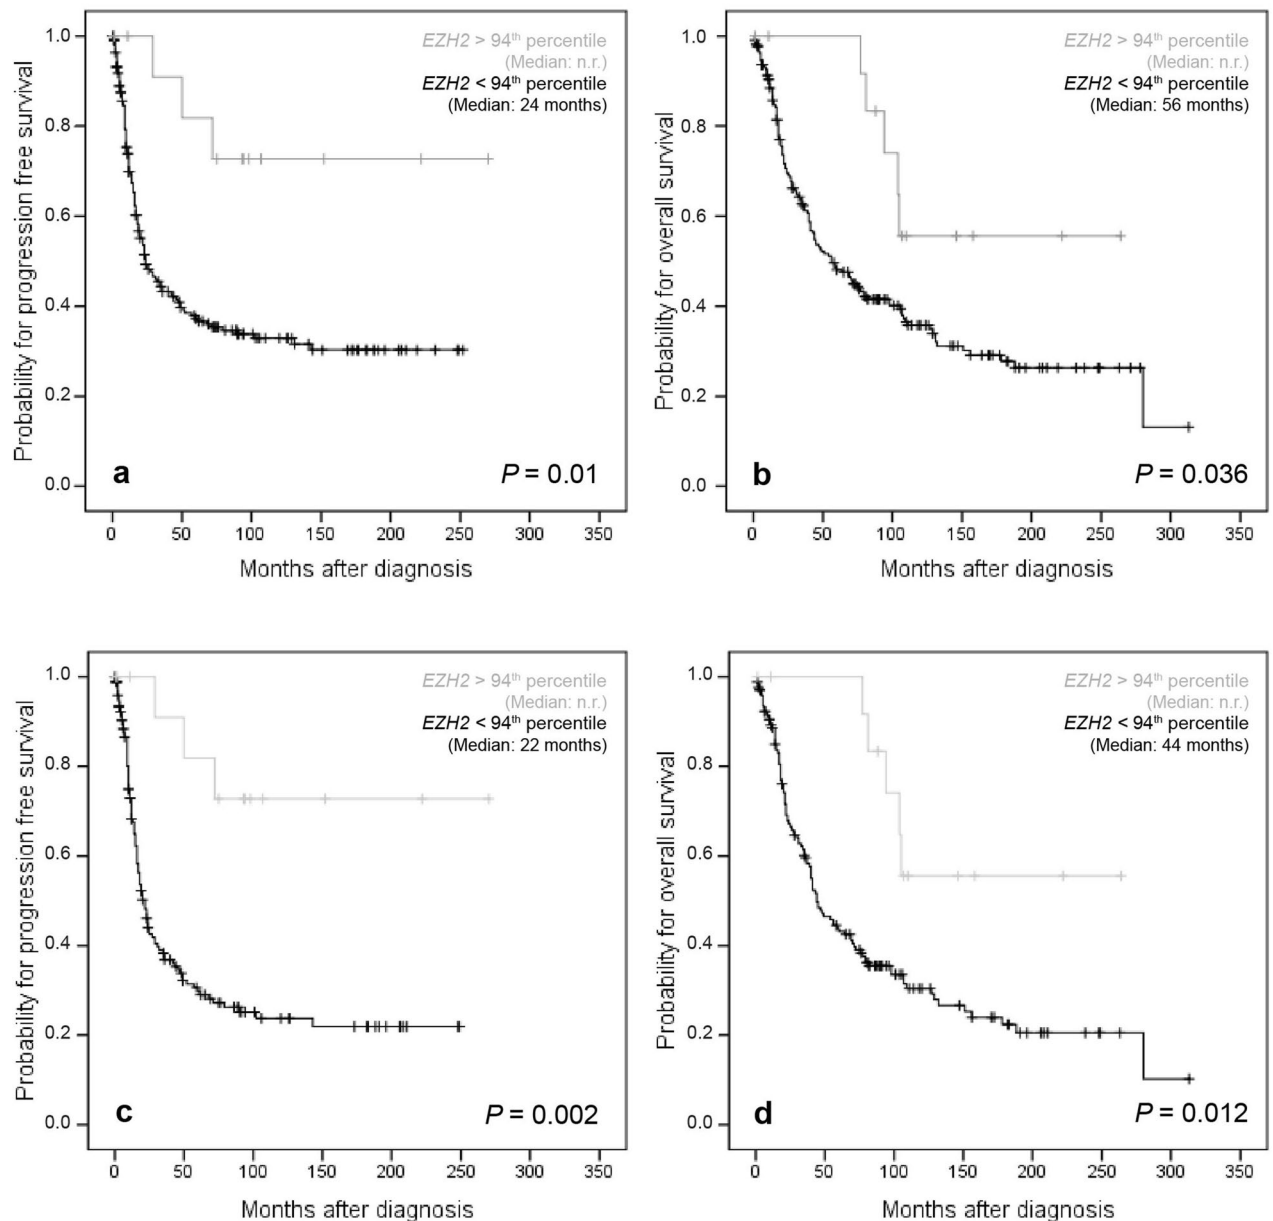 EZH2 > 94th percentile
(Median: n.r.)
EZH2 < 94th percentile
(Median: 24 months)
1.0
0.8
0.6
0.4
0.2
0.0
Probability for progression free survival
a
P = 0.01
0 50 100 150 200 250 300 350
Months after diagnosis
EZH2 > 94th percentile
(Median: n.r.)
EZH2 < 94th percentile
(Median: 56 months)
1.0
0.8
0.6
0.4
0.2
0.0
Probability for overall survival
b
P = 0.036
0 50 100 150 200 250 300 350
Months after diagnosis
EZH2 > 94th percentile
(Median: n.r.)
EZH2 < 94th percentile
(Median: 22 months)
1.0
0.8
0.6
0.4
0.2
0.0
Probability for progression free survival
c
P = 0.002
0 50 100 150 200 250 300 350
Months after diagnosis
EZH2 > 94th percentile
(Median: n.r.)
EZH2 < 94th percentile
(Median: 44 months)
1.0
0.8
0.6
0.4
0.2
0.0
Probability for overall survival
d
P = 0.012
0 50 100 150 200 250 300 350
Months after diagnosis